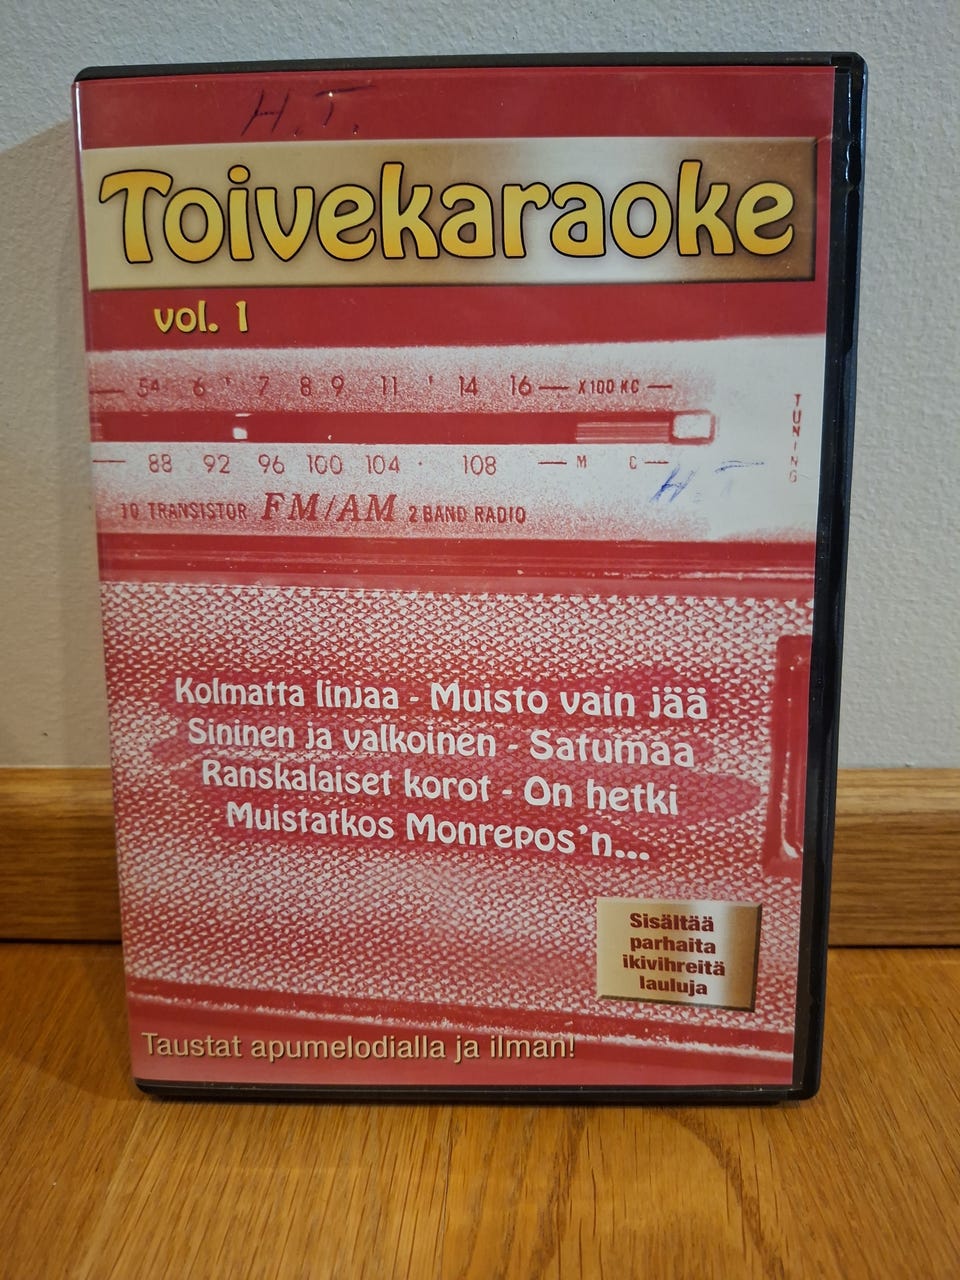 H.T.
Toivekaraoke
vol. 1
54 6 7 8 9 11 14 16 — X100 KC —
TUNING
— 88 92 96 100 104 · 108 — M C —
H.T
10 TRANSISTOR FM/AM 2 BAND RADIO
Kolmatta linjaa - Muisto vain jää
Sininen ja valkoinen - Satumaa
Ranskalaiset korot - On hetki
Muistatkos Monrepos'n...
Sisältää
parhaita
ikivihreitä
lauluja
Taustat apumelodialla ja ilman!